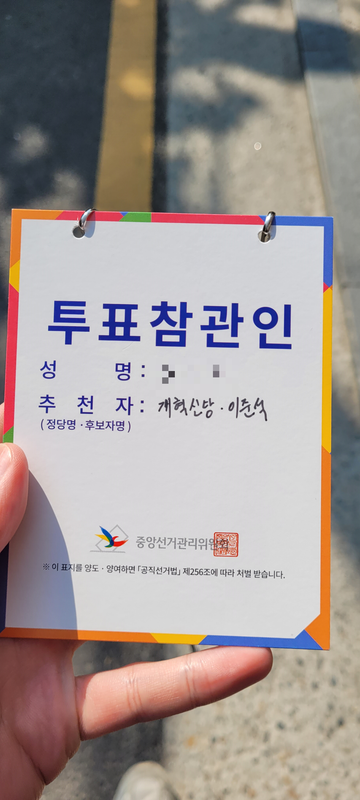 투표참관인
성 명 :
추 천 자 : 개혁신당 · 이준석
( 정당명 · 후보자명 )
중앙선거관리위원회
※ 이 표지를 양도 · 양여하면 「공직선거법」 제256조에 따라 처벌 받습니다.